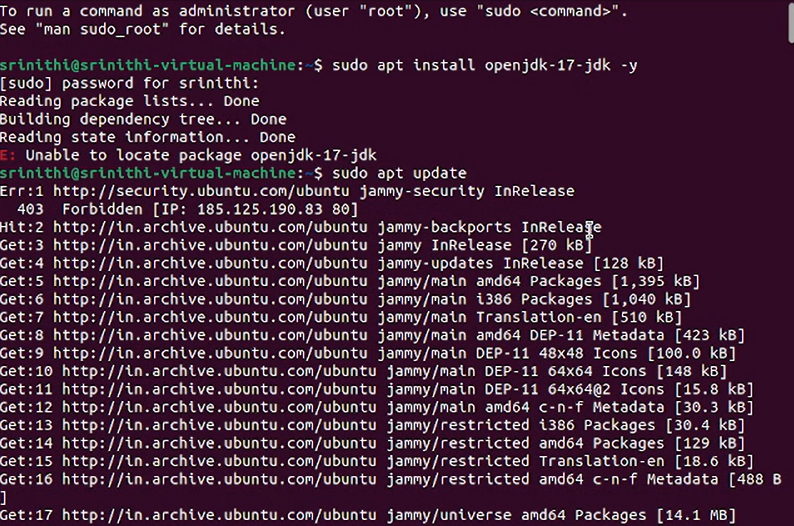 To run a command as administrator (user "root"), use "sudo <command>".
See "man sudo_root" for details.
srinithi@srinithi-virtual-machine:~$ sudo apt install openjdk-17-jdk -y
[sudo] password for srinithi:
Reading package lists... Done
Building dependency tree... Done
Reading state information... Done
E: Unable to locate package openjdk-17-jdk
srinithi@srinithi-virtual-machine:~$ sudo apt update
Err:1 http://security.ubuntu.com/ubuntu jammy-security InRelease
  403  Forbidden [IP: 185.125.190.83 80]
Hit:2 http://in.archive.ubuntu.com/ubuntu jammy-backports InRelease
Get:3 http://in.archive.ubuntu.com/ubuntu jammy InRelease [270 kB]
Get:4 http://in.archive.ubuntu.com/ubuntu jammy-updates InRelease [128 kB]
Get:5 http://in.archive.ubuntu.com/ubuntu jammy/main amd64 Packages [1,395 kB]
Get:6 http://in.archive.ubuntu.com/ubuntu jammy/main i386 Packages [1,040 kB]
Get:7 http://in.archive.ubuntu.com/ubuntu jammy/main Translation-en [510 kB]
Get:8 http://in.archive.ubuntu.com/ubuntu jammy/main amd64 DEP-11 Metadata [423 kB]
Get:9 http://in.archive.ubuntu.com/ubuntu jammy/main DEP-11 48x48 Icons [100.0 kB]
Get:10 http://in.archive.ubuntu.com/ubuntu jammy/main DEP-11 64x64 Icons [148 kB]
Get:11 http://in.archive.ubuntu.com/ubuntu jammy/main DEP-11 64x64@2 Icons [15.8 kB]
Get:12 http://in.archive.ubuntu.com/ubuntu jammy/main amd64 c-n-f Metadata [30.3 kB]
Get:13 http://in.archive.ubuntu.com/ubuntu jammy/restricted i386 Packages [30.4 kB]
Get:14 http://in.archive.ubuntu.com/ubuntu jammy/restricted amd64 Packages [129 kB]
Get:15 http://in.archive.ubuntu.com/ubuntu jammy/restricted Translation-en [18.6 kB]
Get:16 http://in.archive.ubuntu.com/ubuntu jammy/restricted amd64 c-n-f Metadata [488 B
]
Get:17 http://in.archive.ubuntu.com/ubuntu jammy/universe amd64 Packages [14.1 MB]